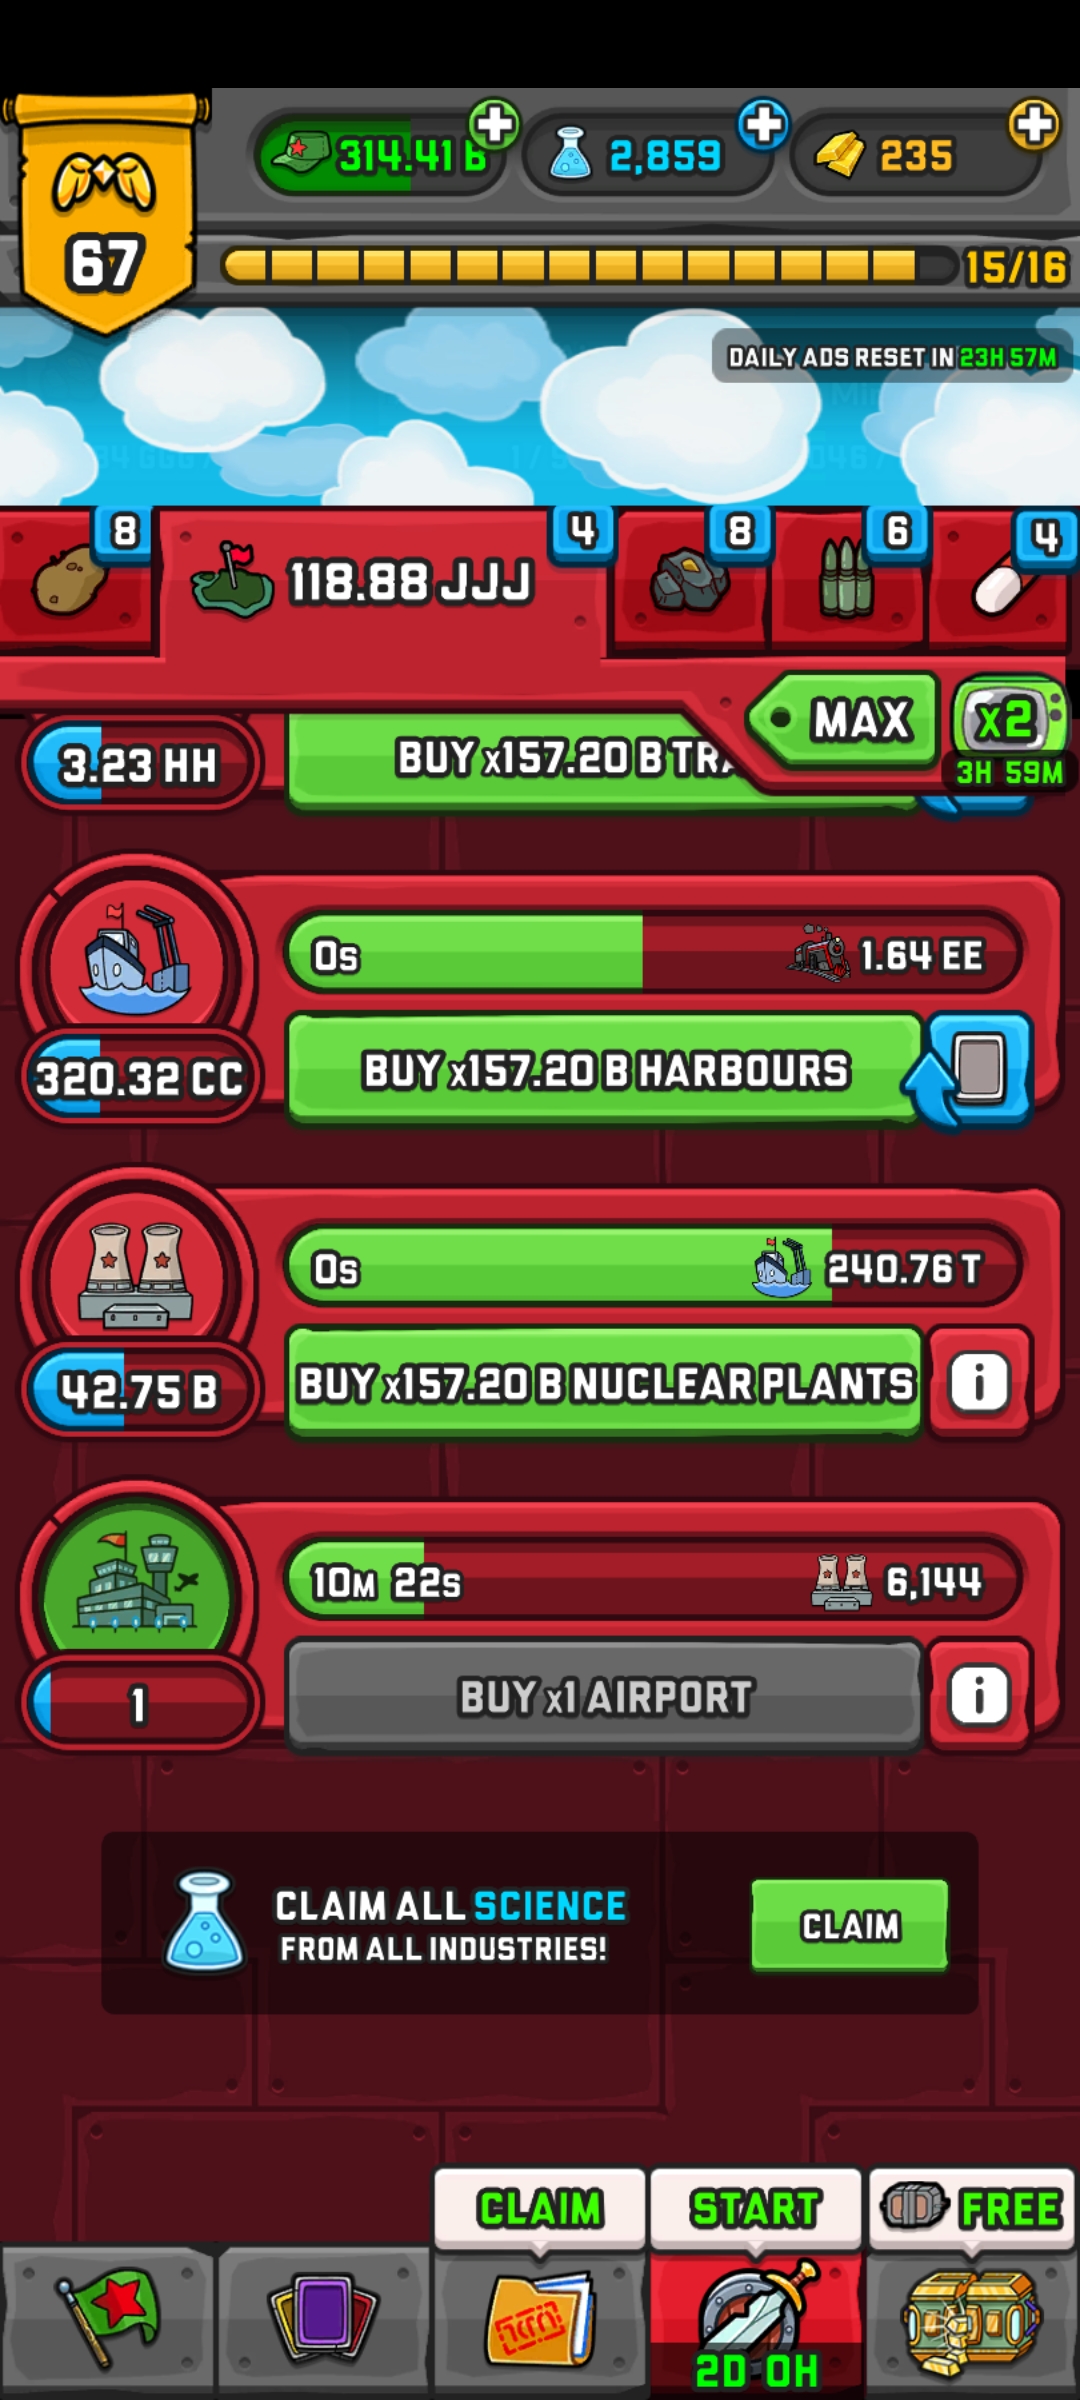 314.41 B
2,859
235
67
15/16
DAILY ADS RESET IN 23H 57M
8
118.88 JJJ
4
8
6
4
MAX
x2
3H 59M
3.23 HH
BUY x157.20 B TRA
0s
1.64 EE
320.32 CC
BUY x157.20 B HARBOURS
0s
240.76 T
42.75 B
BUY x157.20 B NUCLEAR PLANTS
i
10M 22s
6,144
1
BUY x1 AIRPORT
i
CLAIM ALL SCIENCE
FROM ALL INDUSTRIES!
CLAIM
CLAIM
START
FREE
2D 0H